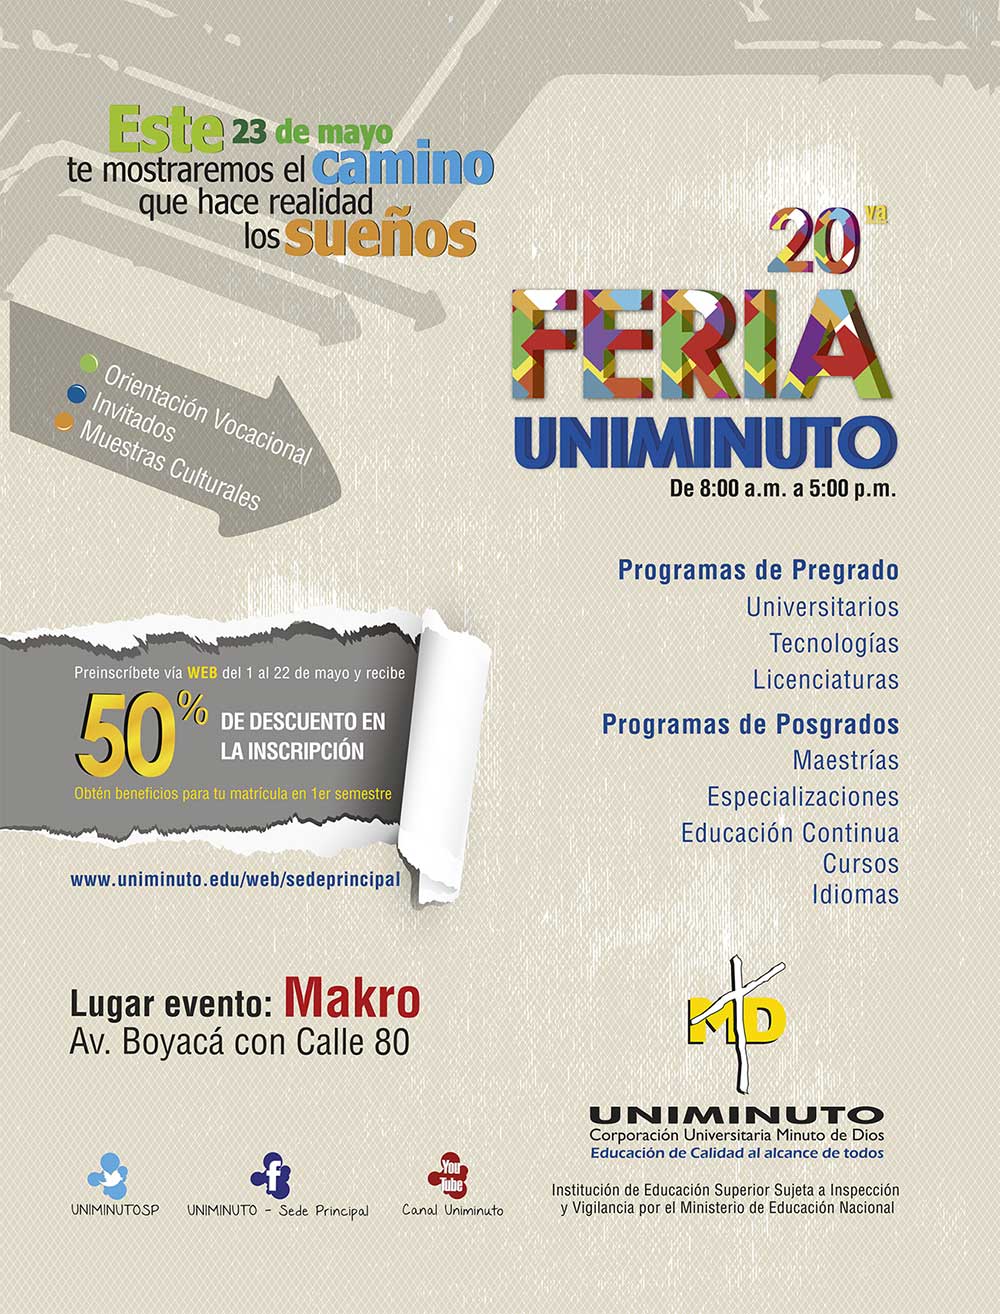 Este 23 de mayo
te mostraremos el camino
que hace realidad
los sueños
20va
FERIA
UNIMINUTO
De 8:00 a.m. a 5:00 p.m.
Orientación Vocacional
Invitados
Muestras Culturales
Programas de Pregrado
Universitarios
Tecnologías
Licenciaturas
Programas de Posgrados
Maestrías
Especializaciones
Educación Continua
Cursos
Idiomas
Preinscríbete vía WEB del 1 al 22 de mayo y recibe
50% DE DESCUENTO EN
LA INSCRIPCIÓN
Obtén beneficios para tu matrícula en 1er semestre
www.uniminuto.edu/web/sedeprincipal
Lugar evento: Makro
Av. Boyacá con Calle 80
MD
UNIMINUTO
Corporación Universitaria Minuto de Dios
Educación de Calidad al alcance de todos
Institución de Educación Superior Sujeta a Inspección
y Vigilancia por el Ministerio de Educación Nacional
UNIMINUTOSP
f
UNIMINUTO - Sede Principal
You
Tube
Canal Uniminuto